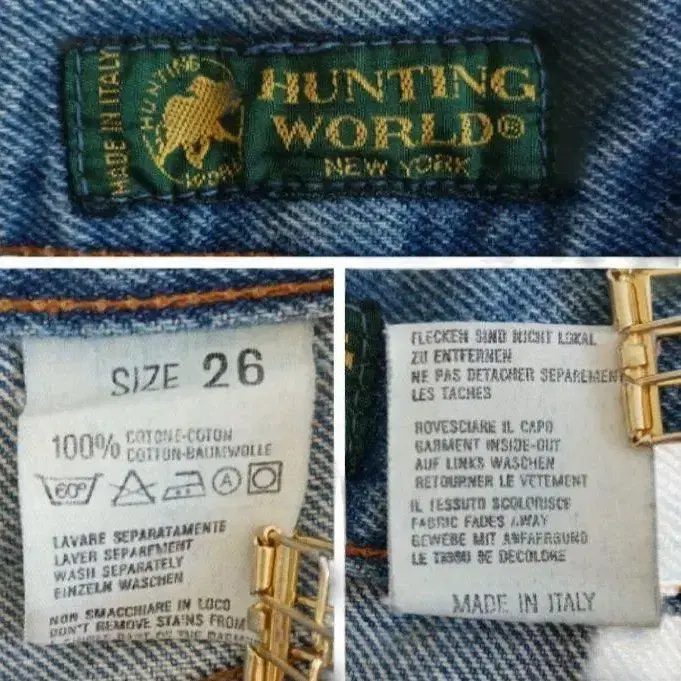 MADE IN ITALY
HUNTING
WORLD
HUNTING
WORLD®
NEW YORK
SIZE 26
100% COTONE-COTON
COTTON-BAUMWOLLE
60°
A
LAVARE SEPARATAMENTE
LAVER SEPAREMENT
WASH SEPARATELY
EINZELN WASCHEN
NON SMACCHIARE IN LOCO
DON'T REMOVE STAINS FROM
FLECKEN SIND NICHT LOKAL
ZU ENTFERNEN
NE PAS DETACHER SEPAREMENT
LES TACHES
ROVESCIARE IL CAPO
GARMENT INSIDE-OUT
AUF LINKS WASCHEN
RETOURNER LE VETEMENT
IL TESSUTO SCOLORISCE
FABRIC FADES AWAY
GEWEBE MIT ANFAERBUND
LE TISSU SE DECOLORE
MADE IN ITALY